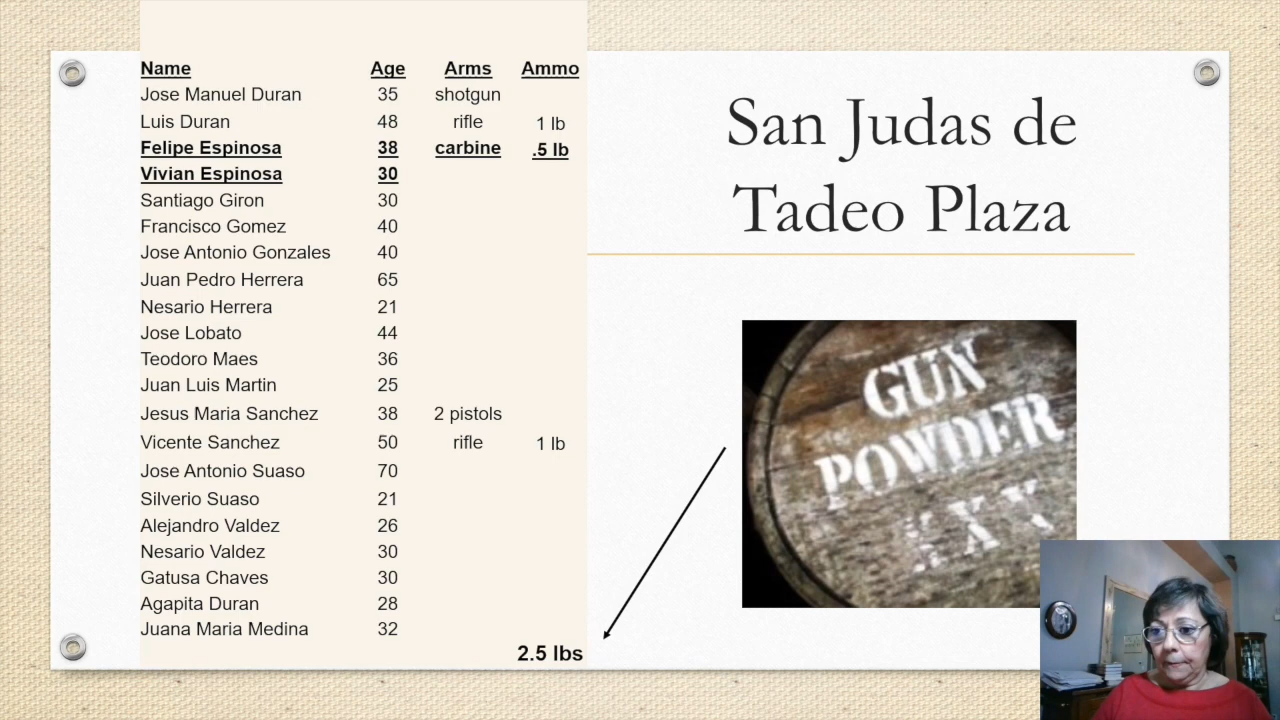 Name Age Arms Ammo
Jose Manuel Duran 35 shotgun
Luis Duran 48 rifle 1 lb
Felipe Espinosa 38 carbine .5 lb
Vivian Espinosa 30
Santiago Giron 30
Francisco Gomez 40
Jose Antonio Gonzales 40
Juan Pedro Herrera 65
Nesario Herrera 21
Jose Lobato 44
Teodoro Maes 36
Juan Luis Martin 25
Jesus Maria Sanchez 38 2 pistols
Vicente Sanchez 50 rifle 1 lb
Jose Antonio Suaso 70
Silverio Suaso 21
Alejandro Valdez 26
Nesario Valdez 30
Gatusa Chaves 30
Agapita Duran 28
Juana Maria Medina 32
2.5 lbs
San Judas de
Tadeo Plaza
GUN
POWDER
XXX